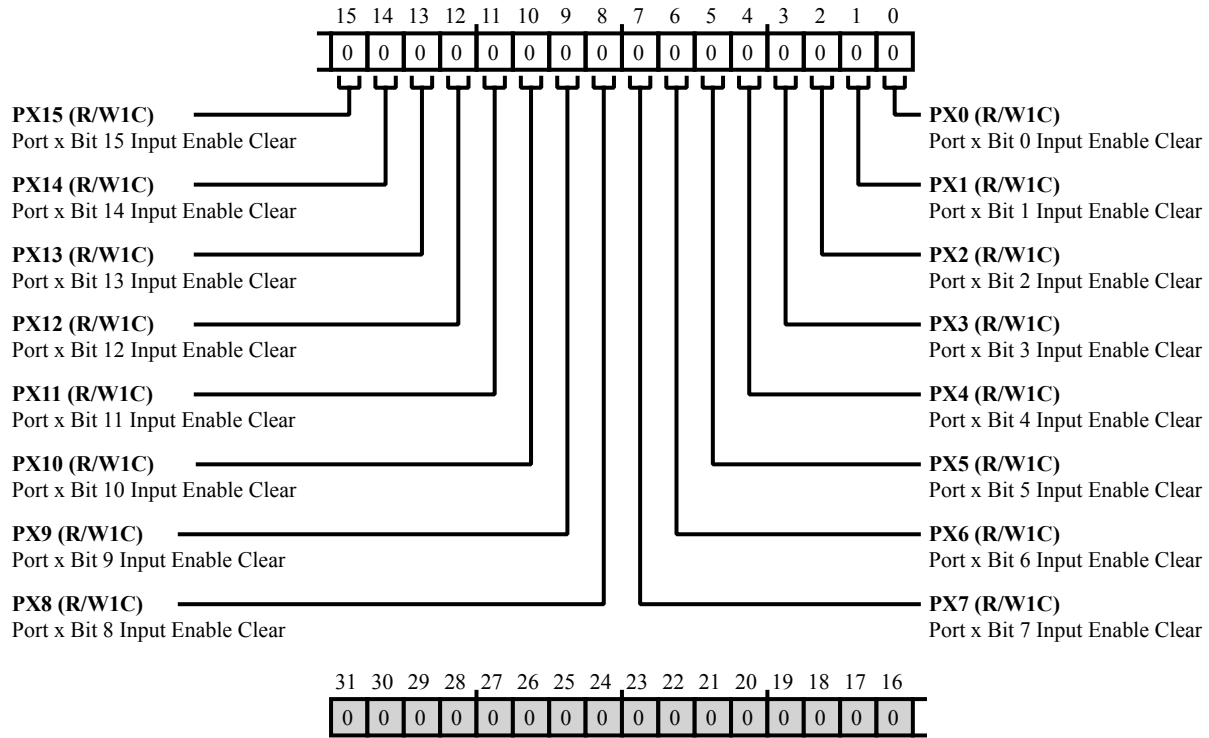 15 14 13 12 11 10 9 8 7 6 5 4 3 2 1 0
0 0 0 0 0 0 0 0 0 0 0 0 0 0 0 0
PX15 (R/W1C)
Port x Bit 15 Input Enable Clear
PX14 (R/W1C)
Port x Bit 14 Input Enable Clear
PX13 (R/W1C)
Port x Bit 13 Input Enable Clear
PX12 (R/W1C)
Port x Bit 12 Input Enable Clear
PX11 (R/W1C)
Port x Bit 11 Input Enable Clear
PX10 (R/W1C)
Port x Bit 10 Input Enable Clear
PX9 (R/W1C)
Port x Bit 9 Input Enable Clear
PX8 (R/W1C)
Port x Bit 8 Input Enable Clear
PX0 (R/W1C)
Port x Bit 0 Input Enable Clear
PX1 (R/W1C)
Port x Bit 1 Input Enable Clear
PX2 (R/W1C)
Port x Bit 2 Input Enable Clear
PX3 (R/W1C)
Port x Bit 3 Input Enable Clear
PX4 (R/W1C)
Port x Bit 4 Input Enable Clear
PX5 (R/W1C)
Port x Bit 5 Input Enable Clear
PX6 (R/W1C)
Port x Bit 6 Input Enable Clear
PX7 (R/W1C)
Port x Bit 7 Input Enable Clear
31 30 29 28 27 26 25 24 23 22 21 20 19 18 17 16
0 0 0 0 0 0 0 0 0 0 0 0 0 0 0 0